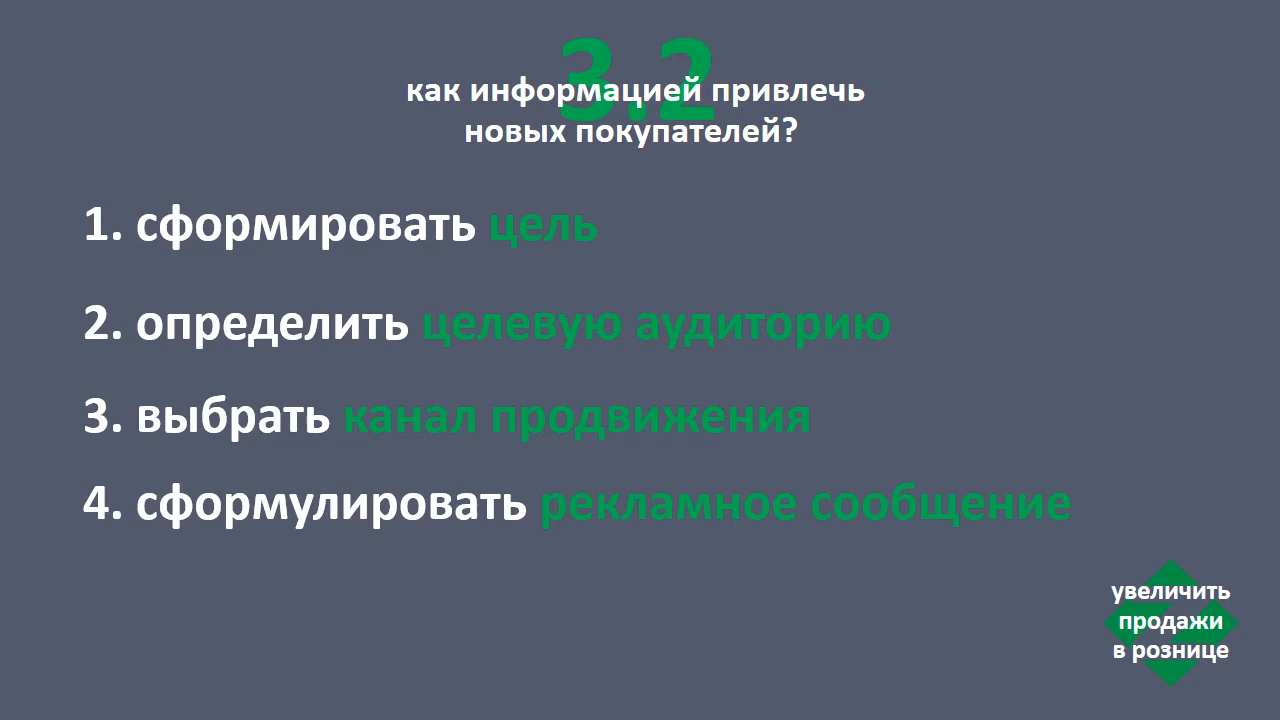 3.2
как информацией привлечь
новых покупателей?
1. сформировать цель
2. определить целевую аудиторию
3. выбрать канал продвижения
4. сформулировать рекламное сообщение
увеличить
продажи
в рознице